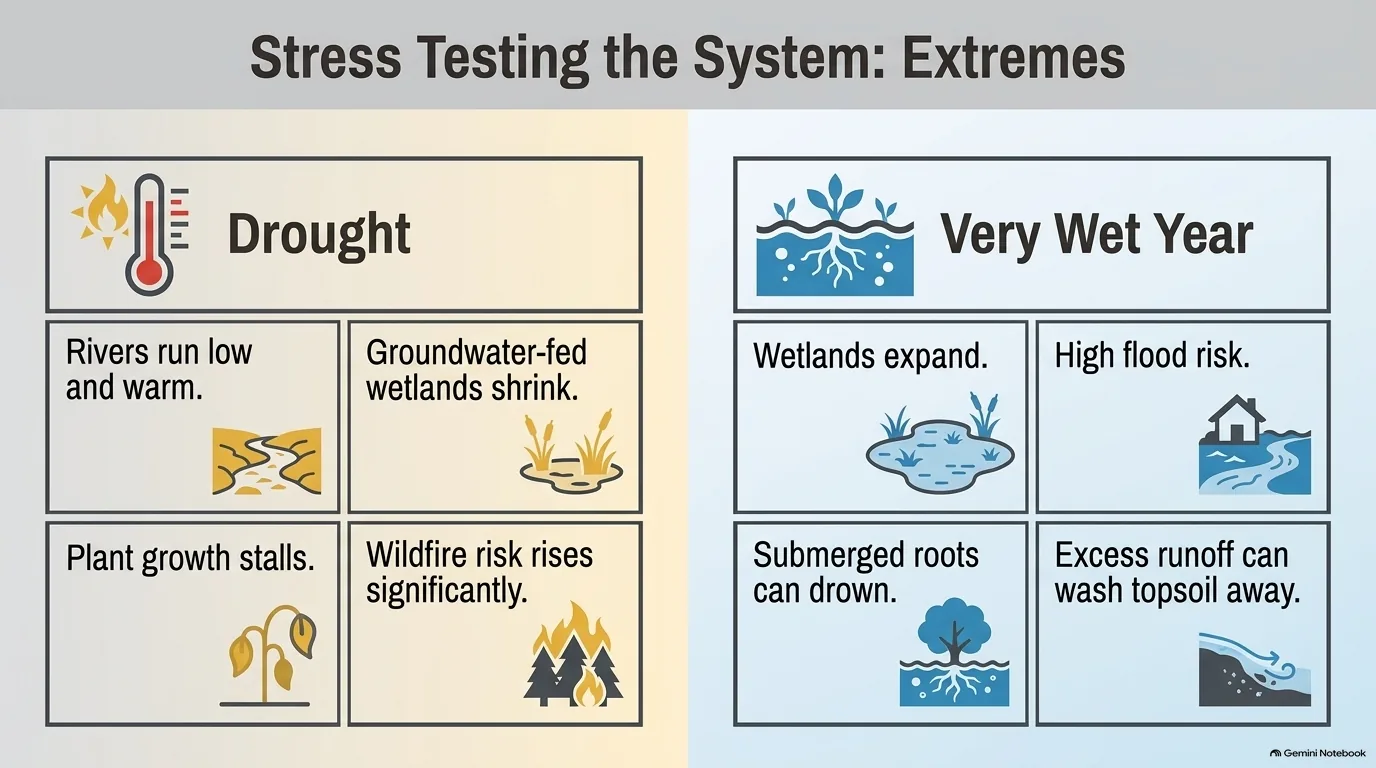 Stress Testing the System: Extremes
Drought
Rivers run low
and warm.
Groundwater-fed
wetlands shrink.
Plant growth stalls.
Wildfire risk rises
significantly.
Very Wet Year
Wetlands expand.
High flood risk.
Submerged roots
can drown.
Excess runoff can
wash topsoil away.
Gemini Notebook